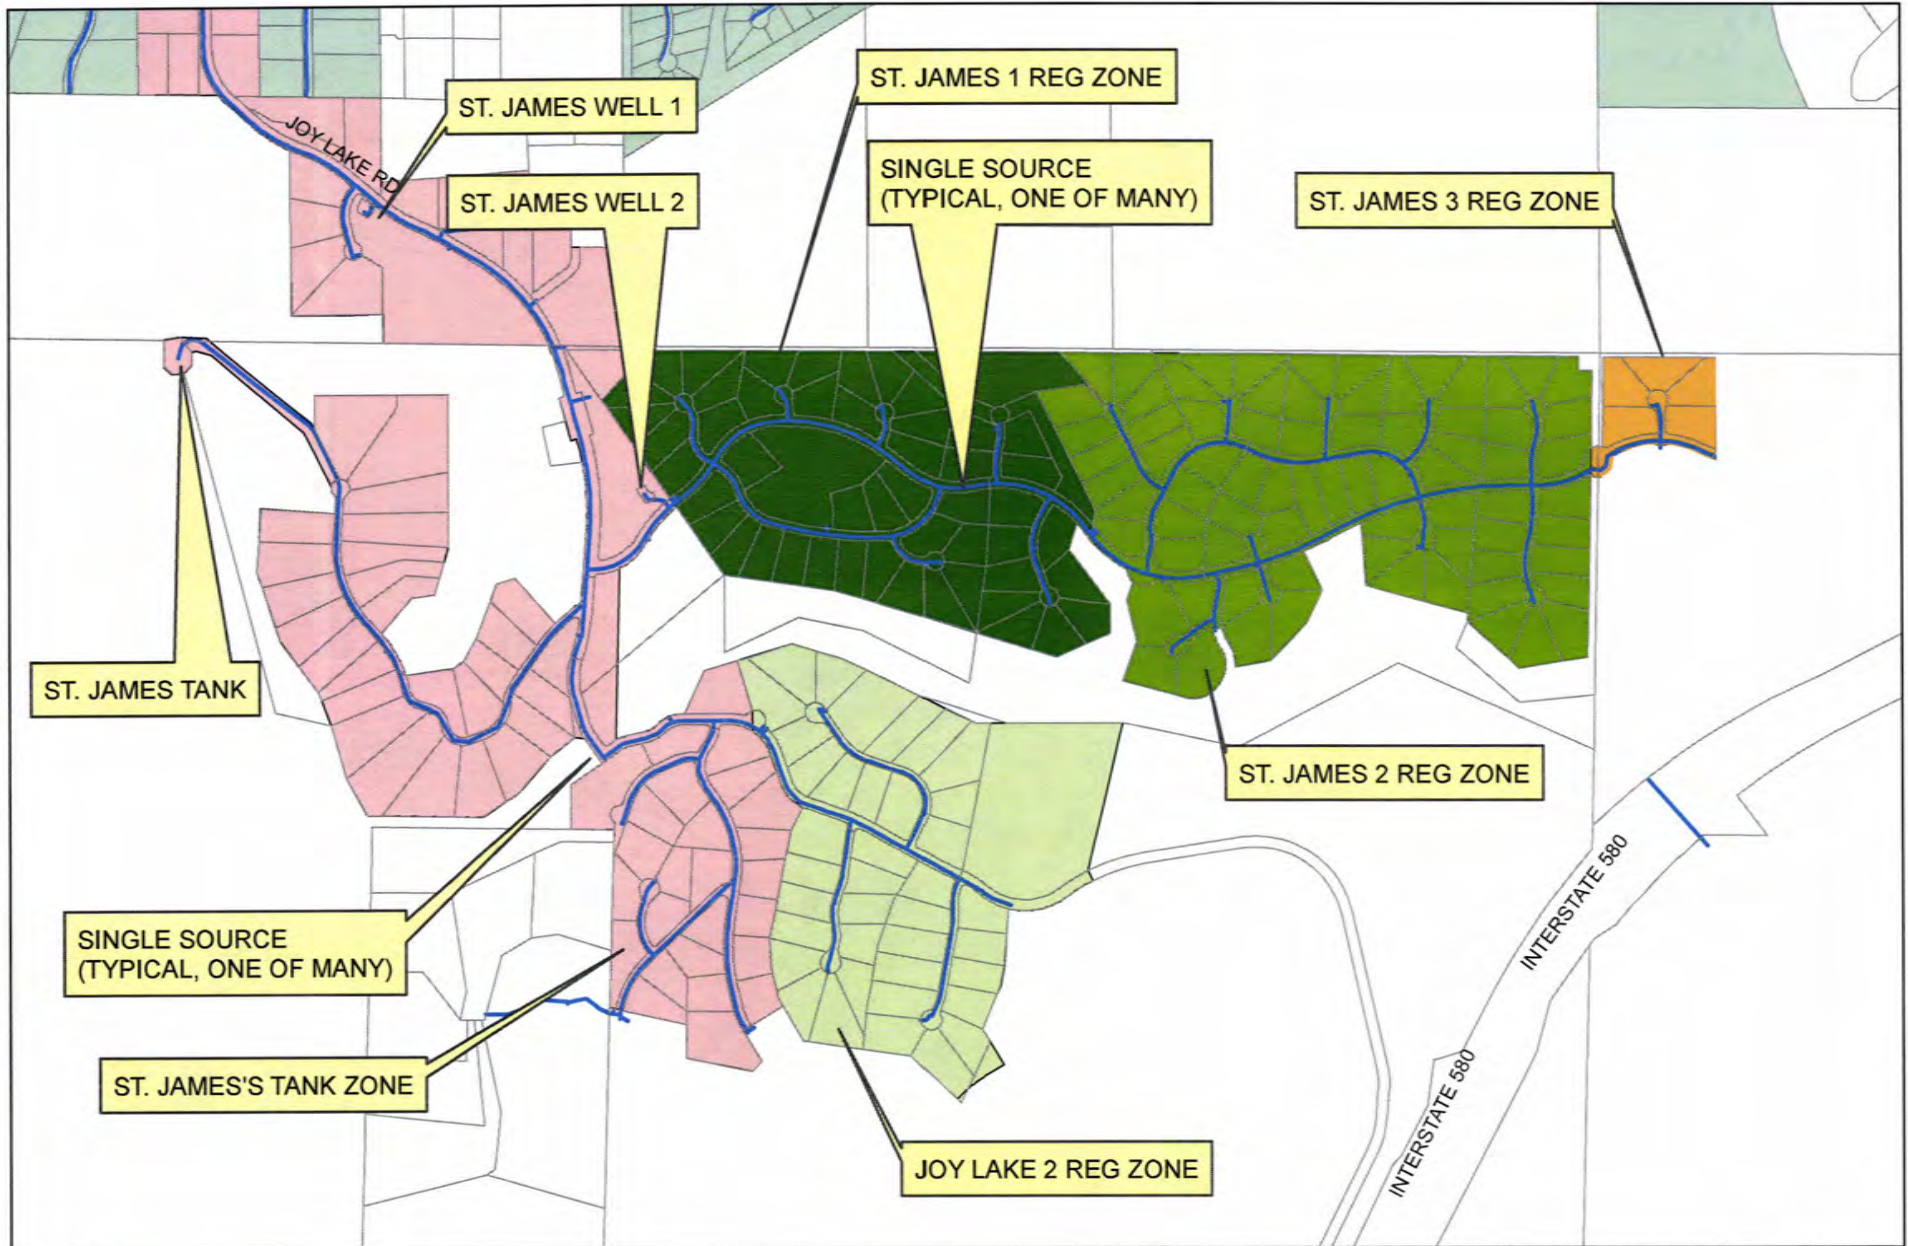 ST. JAMES 1 REG ZONE
ST. JAMES WELL 1
JOY LAKE RD
SINGLE SOURCE
(TYPICAL, ONE OF MANY)
ST. JAMES WELL 2
ST. JAMES 3 REG ZONE
ST. JAMES TANK
ST. JAMES 2 REG ZONE
INTERSTATE 580
SINGLE SOURCE
(TYPICAL, ONE OF MANY)
ST. JAMES'S TANK ZONE
INTERSTATE 580
JOY LAKE 2 REG ZONE